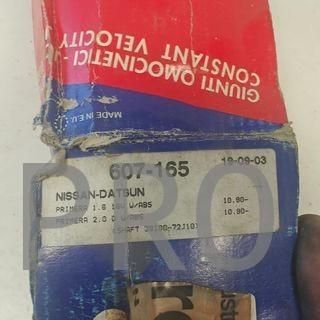 GIUNTI OMOCINETICI -
CONSTANT VELOCITY J
MADE IN E.U.
607-165 19-09-03
NISSAN-DATSUN
PRIMERA 1.6 16V W/ABS 10.90-
PRIMERA 2.0 D W/ABS 10.90-
PRO